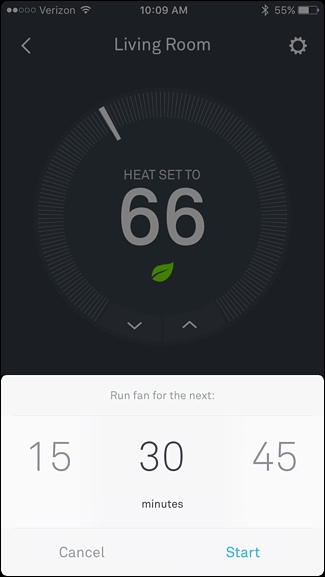 Verizon 10:09 AM 55%
Living Room
HEAT SET TO
66
Run fan for the next:
15 30 45
minutes
Cancel Start